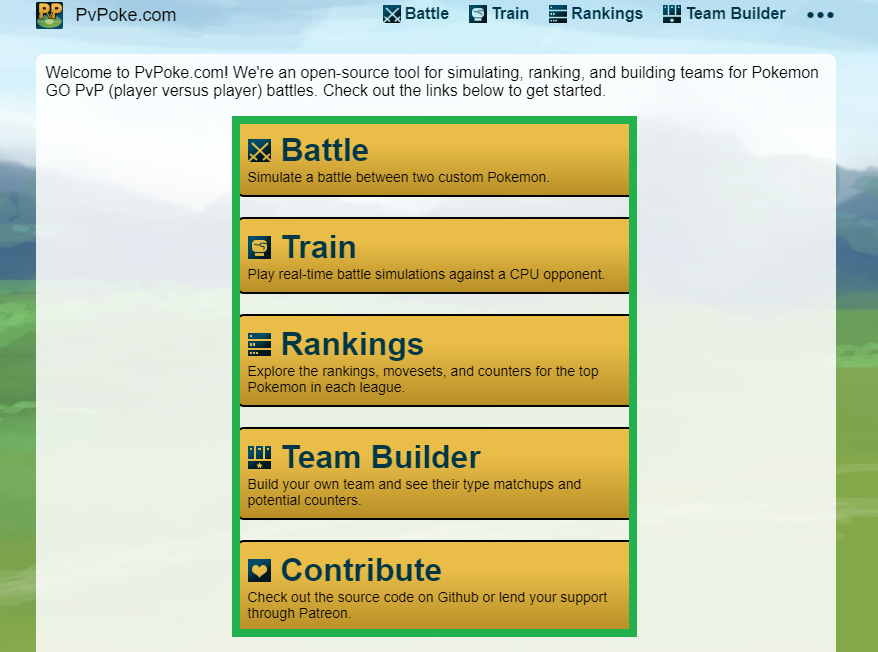 PvPoke.com
Battle
Train
Rankings
Team Builder
Welcome to PvPoke.com! We're an open-source tool for simulating, ranking, and building teams for Pokemon
GO PvP (player versus player) battles. Check out the links below to get started.
Battle
Simulate a battle between two custom Pokemon.
Train
Play real-time battle simulations against a CPU opponent.
Rankings
Explore the rankings, movesets, and counters for the top
Pokemon in each league.
Team Builder
Build your own team and see their type matchups and
potential counters.
Contribute
Check out the source code on Github or lend your support
through Patreon.